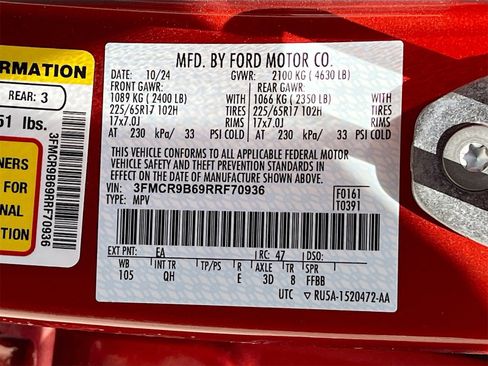 FORMATION
REAR: 3
51 lbs.
3FMCR9B69RRF70936
NERS
FOR
NAL
MFD. BY FORD MOTOR CO.
DATE: 10/24 GVWR: 2100 KG ( 4630 LB)
FRONT GAWR: REAR GAWR:
1089 KG ( 2400 LB) 1066 KG ( 2350 LB)
225/65R17 102H TIRES 225/65R17 102H TIRES
17x7.0J RIMS 17x7.0J RIMS
AT 230 kPa/ 33 PSI COLD AT 230 kPa/ 33 PSI COLD
THIS VEHICLE CONFORMS TO ALL APPLICABLE FEDERAL MOTOR
VEHICLE SAFETY AND THEFT PREVENTION STANDARDS IN
EFFECT ON THE DATE OF MANUFACTURE SHOWN ABOVE.
VIN: 3FMCR9B69RRF70936 F0161
TYPE: MPV T0391
EXT PNT: EA RC: 47 DSO:
WB INT TR TP/PS R AXLE TR SPR
105 QH E 3D 8 FFBB
UTC RU5A-1520472-AA